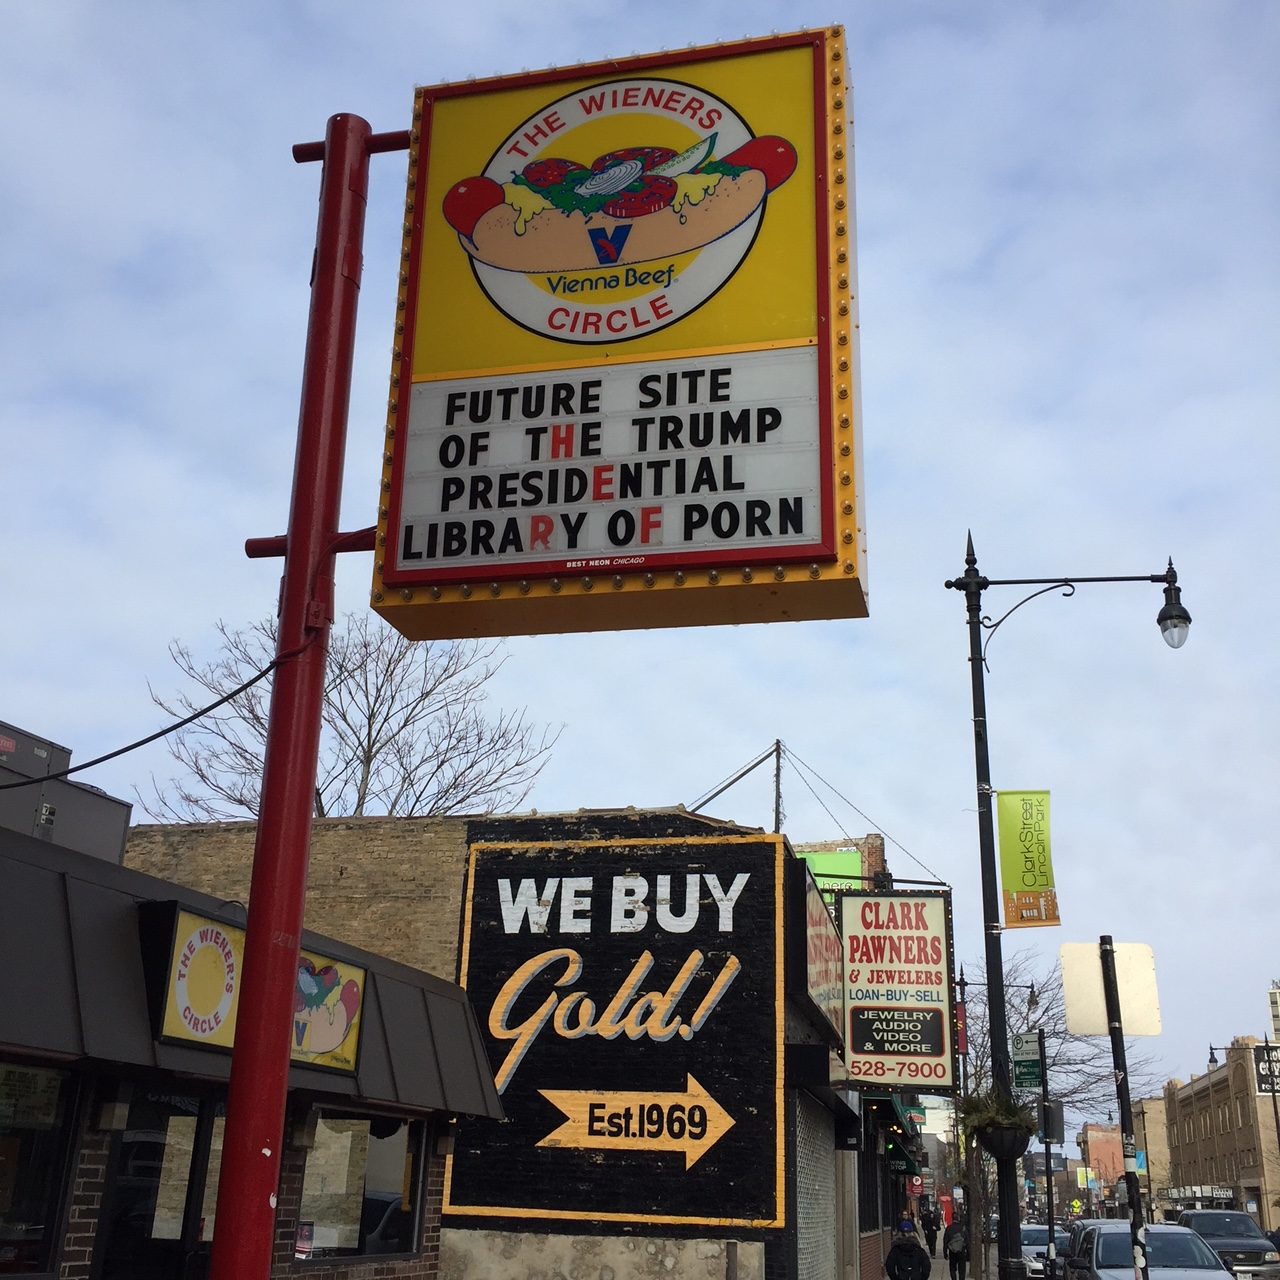 THE WIENERS
Vienna Beef
CIRCLE
FUTURE SITE
OF THE TRUMP
PRESIDENTIAL
LIBRARY OF PORN
BEST NEON CHICAGO
THE WIENERS
CIRCLE
WE BUY
Gold!
Est.1969
CLARK
PAWNERS
& JEWELERS
LOAN-BUY-SELL
JEWELRY
AUDIO
VIDEO
& MORE
528-7900
Clark Street
Lincoln Park